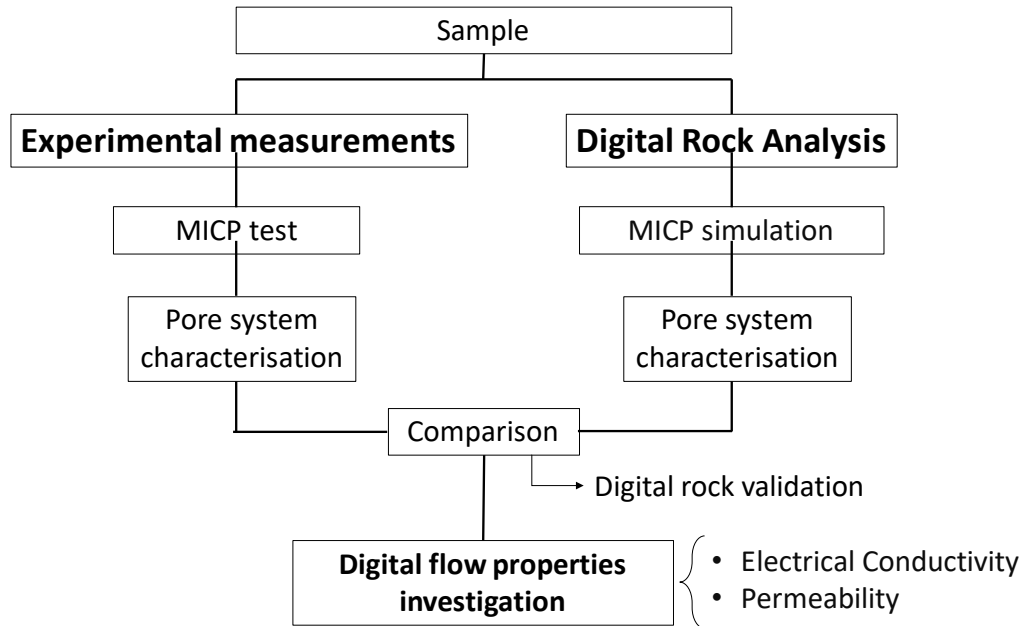 Sample
Experimental measurements
Digital Rock Analysis
MICP test
MICP simulation
Pore system
characterisation
Pore system
characterisation
Comparison
Digital rock validation
Digital flow properties
investigation
• Electrical Conductivity
• Permeability